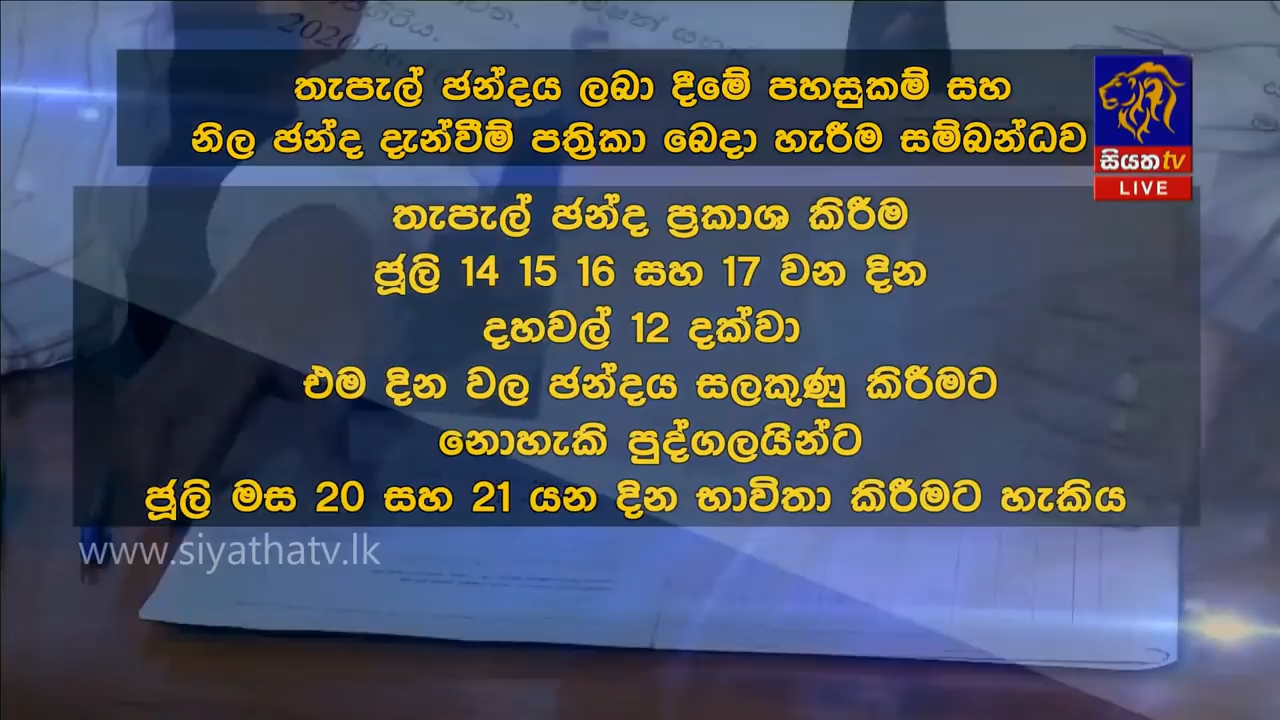 2020
තැපැල් ඡන්දය ලබා දීමේ පහසුකම් සහ
නිල ඡන්ද දැන්වීම් පත්‍රිකා බෙදා හැරීම සම්බන්ධව
සියත tv
LIVE
තැපැල් ඡන්ද ප්‍රකාශ කිරීම
ජූලි 14 15 16 සහ 17 වන දින
දහවල් 12 දක්වා
එම දින වල ඡන්දය සලකුණු කිරීමට
නොහැකි පුද්ගලයින්ට
ජූලි මස 20 සහ 21 යන දින භාවිතා කිරීමට හැකිය
www.siyathatv.lk